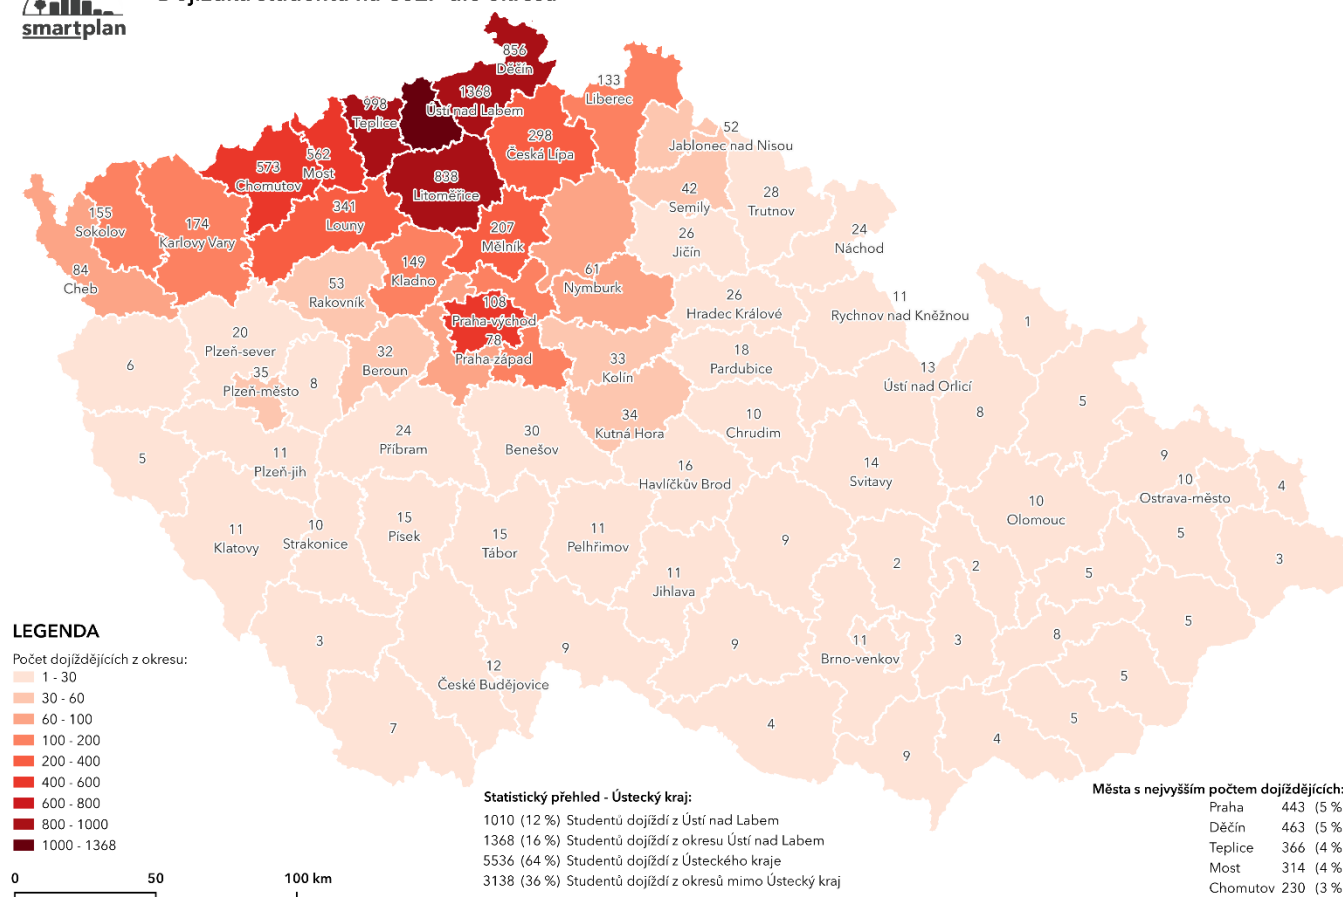 smartplan
856
Děčín
1368
Ústí nad Labem
998
Teplice
133
Liberec
52
Jablonec nad Nisou
298
Česká Lípa
562
Most
573
Chomutov
838
Litoměřice
42
Semily
28
Trutnov
155
Sokolov
174
Karlovy Vary
341
Louny
207
Mělník
26
Jičín
24
Náchod
84
Cheb
149
Kladno
53
Rakovník
61
Nymburk
26
Hradec Králové
11
Rychnov nad Kněžnou
108
Praha-východ
78
Praha-západ
1
20
Plzeň-sever
6
35
Plzeň-město
8
32
Beroun
33
Kolín
18
Pardubice
13
Ústí nad Orlicí
5
34
Kutná Hora
10
Chrudim
8
24
Příbram
30
Benešov
5
11
Plzeň-jih
16
Havlíčkův Brod
14
Svitavy
9
10
Ostrava-město
4
10
Olomouc
11
Klatovy
10
Strakonice
15
Písek
15
Tábor
11
Pelhřimov
9
5
3
2
2
5
11
Jihlava
3
9
9
11
Brno-venkov
3
8
5
12
České Budějovice
5
7
4
9
4
5
LEGENDA
Počet dojíždějících z okresu:
1 - 30
30 - 60
60 - 100
100 - 200
200 - 400
400 - 600
600 - 800
800 - 1000
1000 - 1368
0 50 100 km
Statistický přehled - Ústecký kraj:
1010 (12 %) Studentů dojíždí z Ústí nad Labem
1368 (16 %) Studentů dojíždí z okresu Ústí nad Labem
5536 (64 %) Studentů dojíždí z Ústeckého kraje
3138 (36 %) Studentů dojíždí z okresů mimo Ústecký kraj
Města s nejvyšším počtem dojíždějících:
Praha 443 (5 %
Děčín 463 (5 %
Teplice 366 (4 %
Most 314 (4 %
Chomutov 230 (3 %